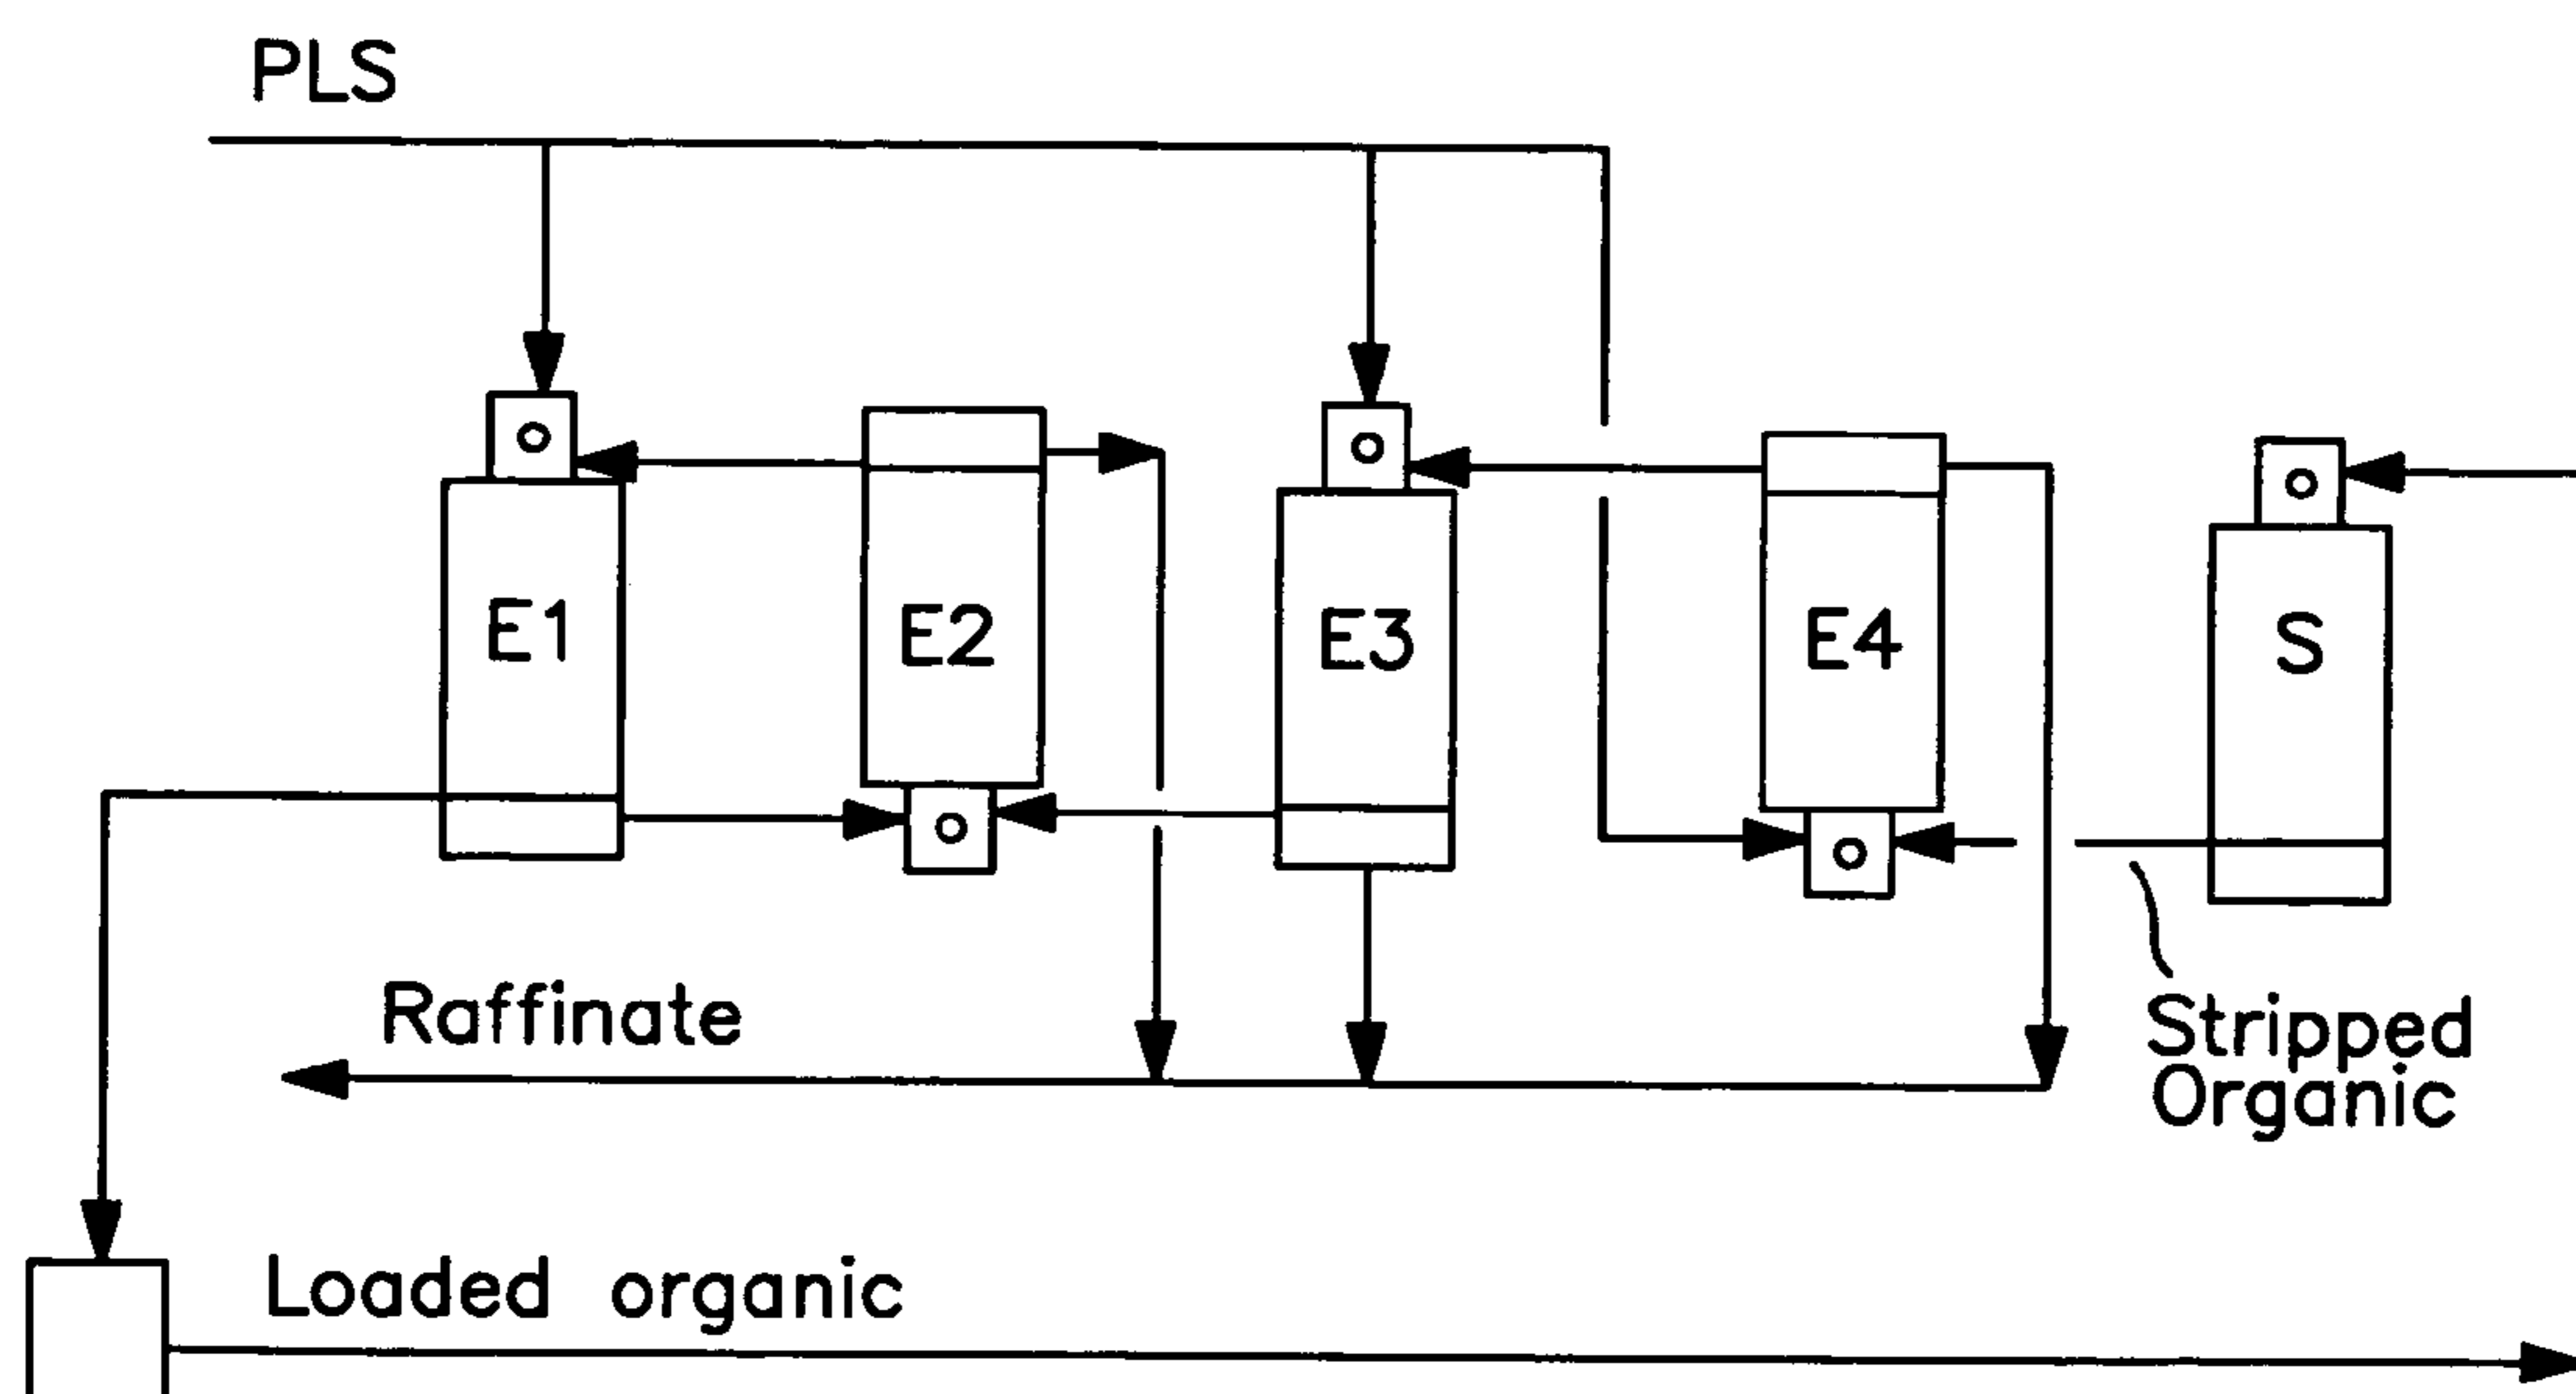 PLS
E1
E2
E3
E4
S
Raffinate
Stripped
Organic
Loaded organic